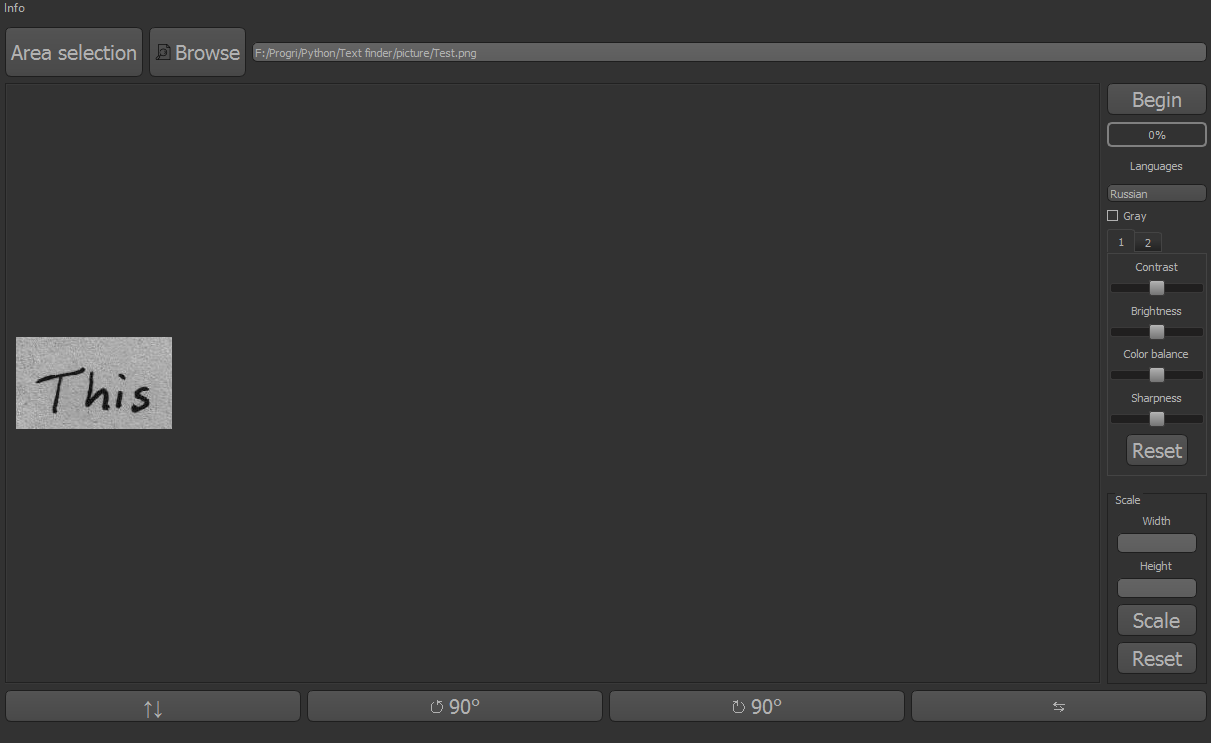 Info
Area selection
Browse
F:/Progri/Python/Text finder/picture/Test.png
Begin
0%
Languages
Russian
Gray
1 2
Contrast
Brightness
Color balance
Sharpness
Reset
This
Scale
Width
Height
Scale
Reset
↑↓
90°
90°
⇆